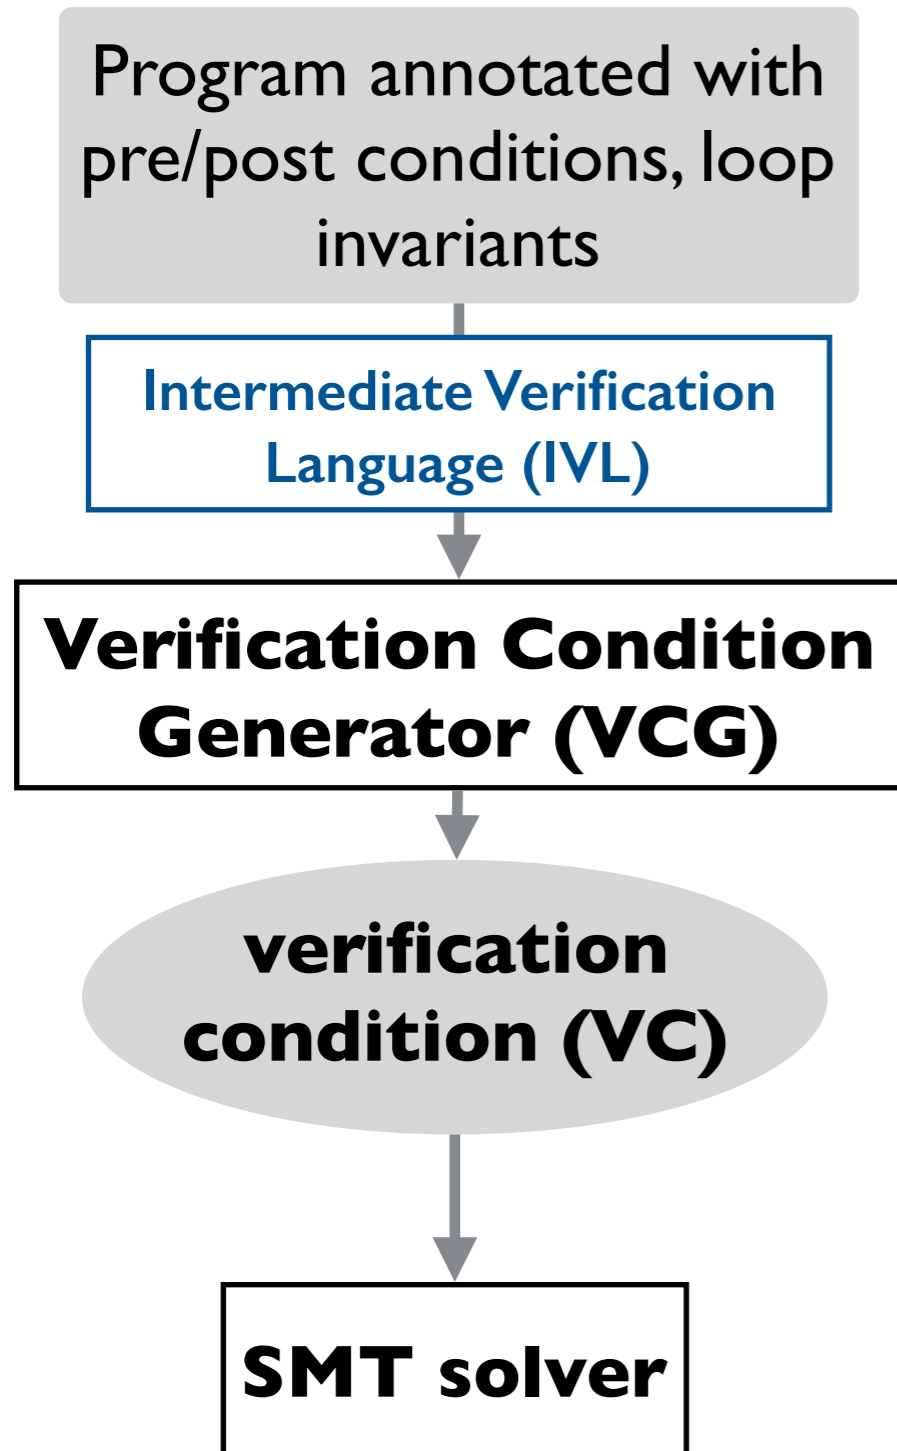 Program annotated with
pre/post conditions, loop
invariants
Intermediate Verification
Language (IVL)
Verification Condition
Generator (VCG)
verification
condition (VC)
SMT solver